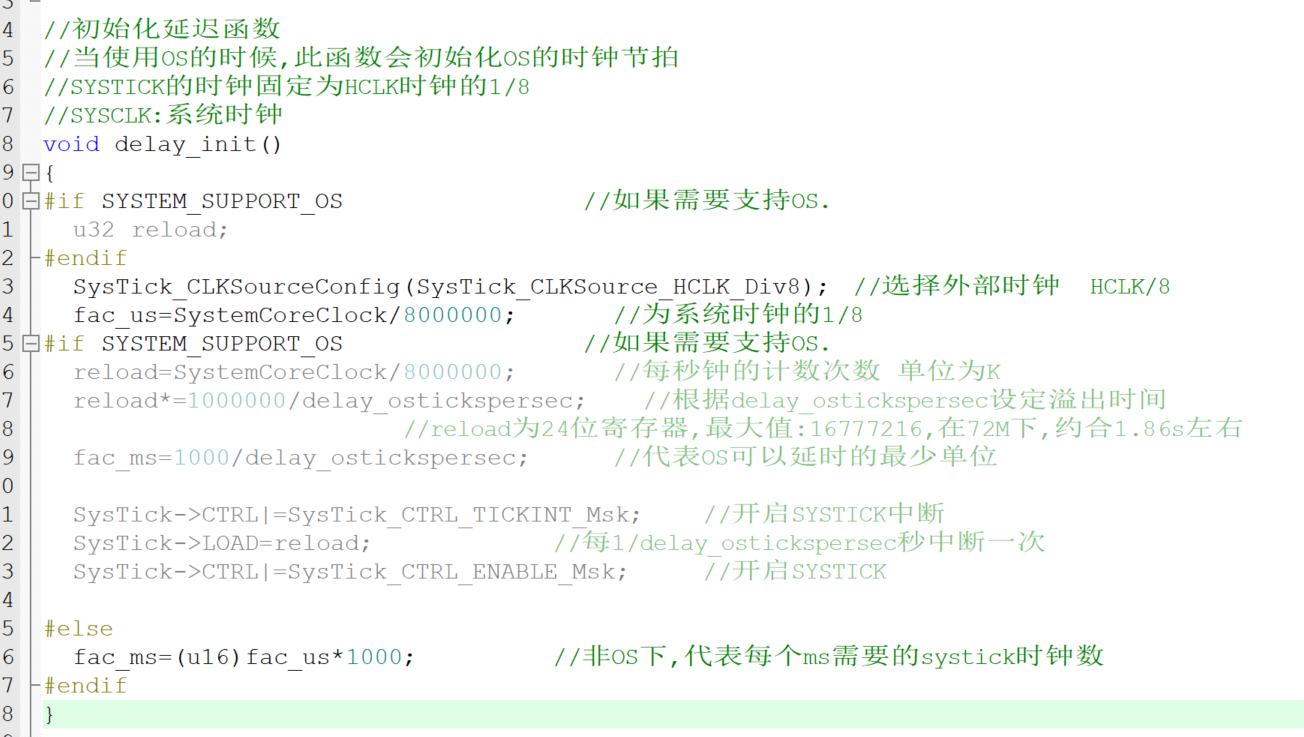 4 //初始化延迟函数
5 //当使用OS的时候,此函数会初始化OS的时钟节拍
6 //SYSTICK的时钟固定为HCLK时钟的1/8
7 //SYSCLK:系统时钟
8 void delay_init()
9 {
0 #if SYSTEM_SUPPORT_OS //如果需要支持OS.
1 u32 reload;
2 #endif
3 SysTick_CLKSourceConfig(SysTick_CLKSource_HCLK_Div8); //选择外部时钟 HCLK/8
4 fac_us=SystemCoreClock/8000000; //为系统时钟的1/8
5 #if SYSTEM_SUPPORT_OS //如果需要支持OS.
6 reload=SystemCoreClock/8000000; //每秒钟的计数次数 单位为K
7 reload*=1000000/delay_ostickspersec; //根据delay_ostickspersec设定溢出时间
8 //reload为24位寄存器,最大值:16777216,在72M下,约合1.86s左右
9 fac_ms=1000/delay_ostickspersec; //代表OS可以延时的最少单位
0
1 SysTick->CTRL|=SysTick_CTRL_TICKINT_Msk; //开启SYSTICK中断
2 SysTick->LOAD=reload; //每1/delay_ostickspersec秒中断一次
3 SysTick->CTRL|=SysTick_CTRL_ENABLE_Msk; //开启SYSTICK
4
5 #else
6 fac_ms=(u16)fac_us*1000; //非OS下,代表每个ms需要的systick时钟数
7 #endif
8 }